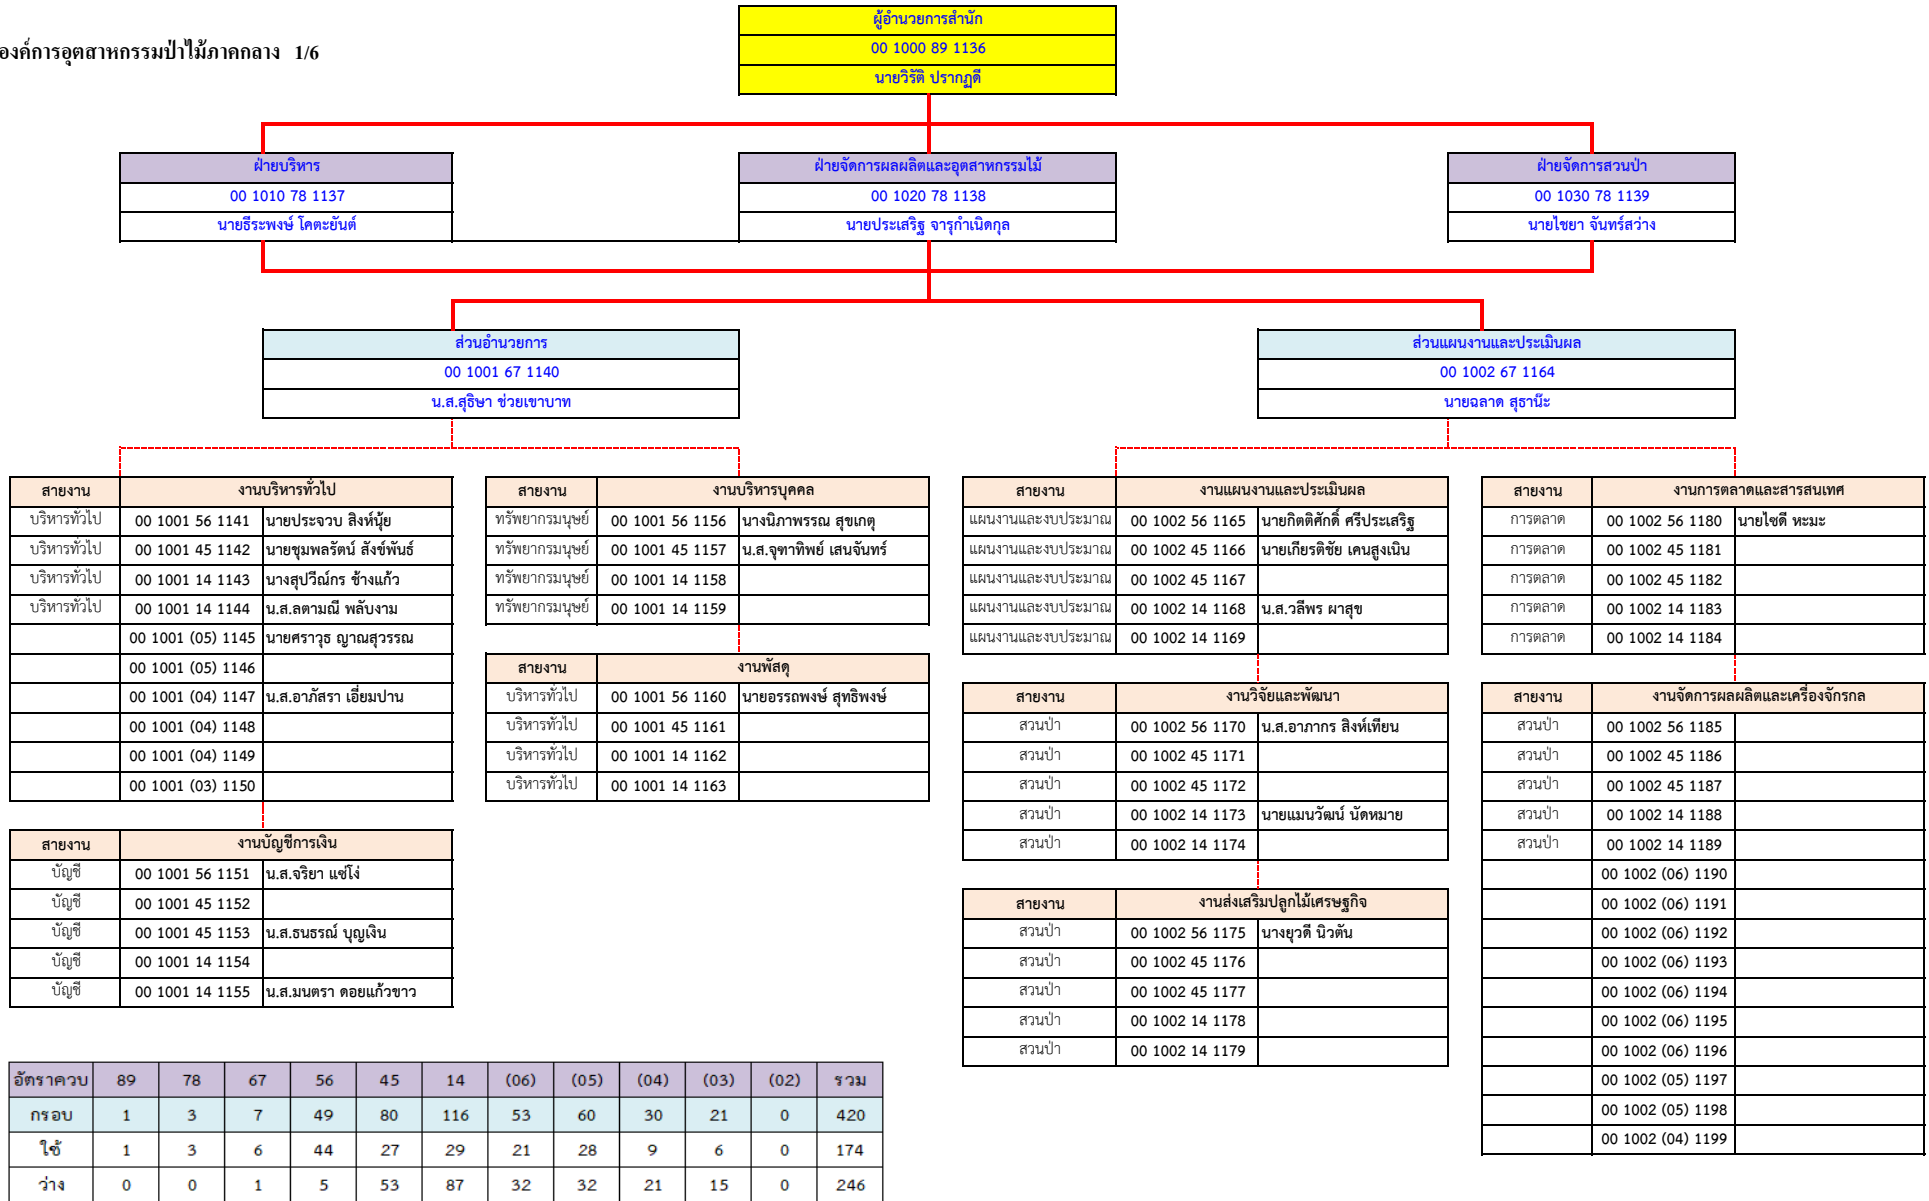 องค์การอุตสาหกรรมป่าไม้ภาคกลาง 1/6
ผู้อำนวยการสำนัก
00 1000 89 1136
นายวิรัติ ปรากฏดี
ฝ่ายบริหาร
00 1010 78 1137
นายธีระพงษ์ โคตะยันต์
ฝ่ายจัดการผลผลิตและอุตสาหกรรมไม้
00 1020 78 1138
นายประเสริฐ จารุกำเนิดกุล
ฝ่ายจัดการสวนป่า
00 1030 78 1139
นายไชยา จันทร์สว่าง
ส่วนอำนวยการ
00 1001 67 1140
น.ส.สุธิษา ช่วยเขาบาท
ส่วนแผนงานและประเมินผล
00 1002 67 1164
นายฉลาด สุธาน๊ะ
สายงาน งานบริหารทั่วไป
บริหารทั่วไป 00 1001 56 1141 นายประจวบ สิงห์นุ้ย
บริหารทั่วไป 00 1001 45 1142 นายชุมพลรัตน์ สังข์พันธ์
บริหารทั่วไป 00 1001 14 1143 นางสุปวีณ์กร ช้างแก้ว
บริหารทั่วไป 00 1001 14 1144 น.ส.ลตามณี พลับงาม
00 1001 (05) 1145 นายศราวุธ ญาณสุวรรณ
00 1001 (05) 1146
00 1001 (04) 1147 น.ส.อาภัสรา เอี่ยมปาน
00 1001 (04) 1148
00 1001 (04) 1149
00 1001 (03) 1150
สายงาน งานบัญชีการเงิน
บัญชี 00 1001 56 1151 น.ส.จริยา แซ่โง่
บัญชี 00 1001 45 1152
บัญชี 00 1001 45 1153 น.ส.ธนธรณ์ บุญเงิน
บัญชี 00 1001 14 1154
บัญชี 00 1001 14 1155 น.ส.มนตรา ดอยแก้วขาว
สายงาน งานบริหารบุคคล
ทรัพยากรมนุษย์ 00 1001 56 1156 นางนิภาพรรณ สุขเกตุ
ทรัพยากรมนุษย์ 00 1001 45 1157 น.ส.จุฑาทิพย์ เสนจันทร์
ทรัพยากรมนุษย์ 00 1001 14 1158
ทรัพยากรมนุษย์ 00 1001 14 1159
สายงาน งานพัสดุ
บริหารทั่วไป 00 1001 56 1160 นายอรรถพงษ์ สุทธิพงษ์
บริหารทั่วไป 00 1001 45 1161
บริหารทั่วไป 00 1001 14 1162
บริหารทั่วไป 00 1001 14 1163
สายงาน งานแผนงานและประเมินผล
แผนงานและงบประมาณ 00 1002 56 1165 นายกิตติศักดิ์ ศรีประเสริฐ
แผนงานและงบประมาณ 00 1002 45 1166 นายเกียรติชัย เคนสูงเนิน
แผนงานและงบประมาณ 00 1002 45 1167
แผนงานและงบประมาณ 00 1002 14 1168 น.ส.วลีพร ผาสุข
แผนงานและงบประมาณ 00 1002 14 1169
สายงาน งานวิจัยและพัฒนา
สวนป่า 00 1002 56 1170 น.ส.อาภากร สิงห์เทียน
สวนป่า 00 1002 45 1171
สวนป่า 00 1002 45 1172
สวนป่า 00 1002 14 1173 นายแมนวัฒน์ นัดหมาย
สวนป่า 00 1002 14 1174
สายงาน งานส่งเสริมปลูกไม้เศรษฐกิจ
สวนป่า 00 1002 56 1175 นางยุวดี นิวตัน
สวนป่า 00 1002 45 1176
สวนป่า 00 1002 45 1177
สวนป่า 00 1002 14 1178
สวนป่า 00 1002 14 1179
สายงาน งานการตลาดและสารสนเทศ
การตลาด 00 1002 56 1180 นายไซดี หะมะ
การตลาด 00 1002 45 1181
การตลาด 00 1002 45 1182
การตลาด 00 1002 14 1183
การตลาด 00 1002 14 1184
สายงาน งานจัดการผลผลิตและเครื่องจักรกล
สวนป่า 00 1002 56 1185
สวนป่า 00 1002 45 1186
สวนป่า 00 1002 45 1187
สวนป่า 00 1002 14 1188
สวนป่า 00 1002 14 1189
00 1002 (06) 1190
00 1002 (06) 1191
00 1002 (06) 1192
00 1002 (06) 1193
00 1002 (06) 1194
00 1002 (06) 1195
00 1002 (06) 1196
00 1002 (05) 1197
00 1002 (05) 1198
00 1002 (04) 1199
อัตราควบ 89 78 67 56 45 14 (06) (05) (04) (03) (02) รวม
กรอบ 1 3 7 49 80 116 53 60 30 21 0 420
ใช้ 1 3 6 44 27 29 21 28 9 6 0 174
ว่าง 0 0 1 5 53 87 32 32 21 15 0 246